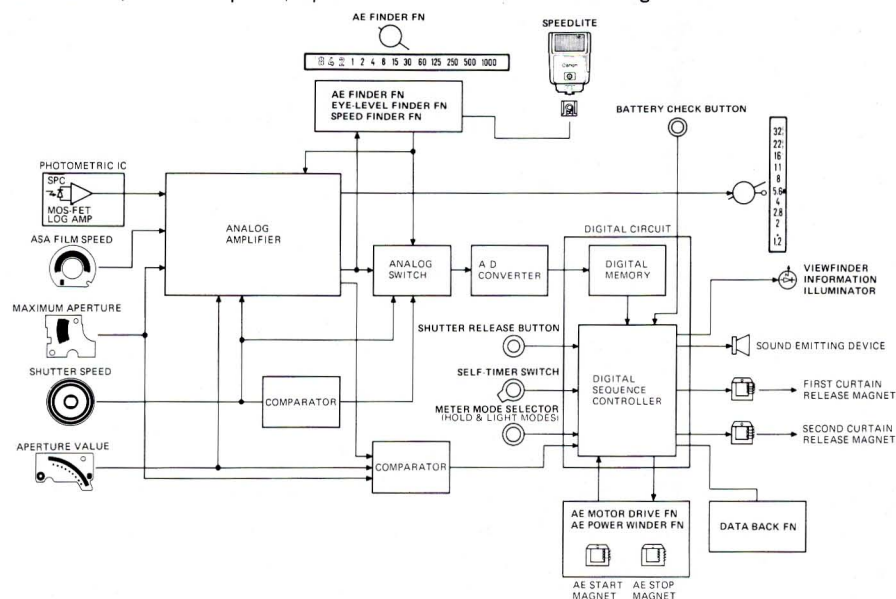 AE FINDER FN
SPEEDLITE
1 2 4 8 15 30 60 125 250 500 1000
Canon
AE FINDER FN
EYE-LEVEL FINDER FN
SPEED FINDER FN
BATTERY CHECK BUTTON
32
22
16
11
8
5.6
4
2.8
2
1.2
PHOTOMETRIC IC
SPC
MOS-FET
LOG AMP
ANALOG
AMPLIFIER
ASA FILM SPEED
DIGITAL CIRCUIT
ANALOG
SWITCH
A D
CONVERTER
DIGITAL
MEMORY
VIEWFINDER
INFORMATION
ILLUMINATOR
MAXIMUM APERTURE
SHUTTER RELEASE BUTTON
SOUND EMITTING DEVICE
SHUTTER SPEED
SELF-TIMER SWITCH
DIGITAL
SEQUENCE
CONTROLLER
COMPARATOR
FIRST CURTAIN
RELEASE MAGNET
METER MODE SELECTOR
(HOLD & LIGHT MODES)
SECOND CURTAIN
RELEASE MAGNET
APERTURE VALUE
COMPARATOR
AE MOTOR DRIVE FN
AE POWER WINDER FN
DATA BACK FN
AE START
MAGNET
AE STOP
MAGNET